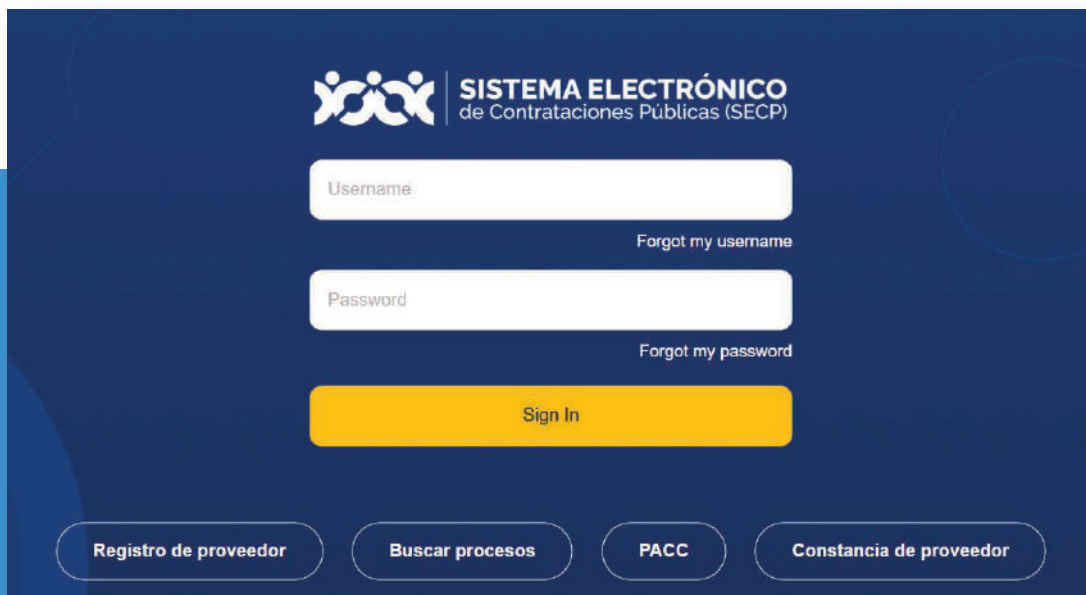 SISTEMA ELECTRÓNICO
de Contrataciones Públicas (SECP)
Username
Forgot my username
Password
Forgot my password
Sign In
Registro de proveedor
Buscar procesos
PACC
Constancia de proveedor